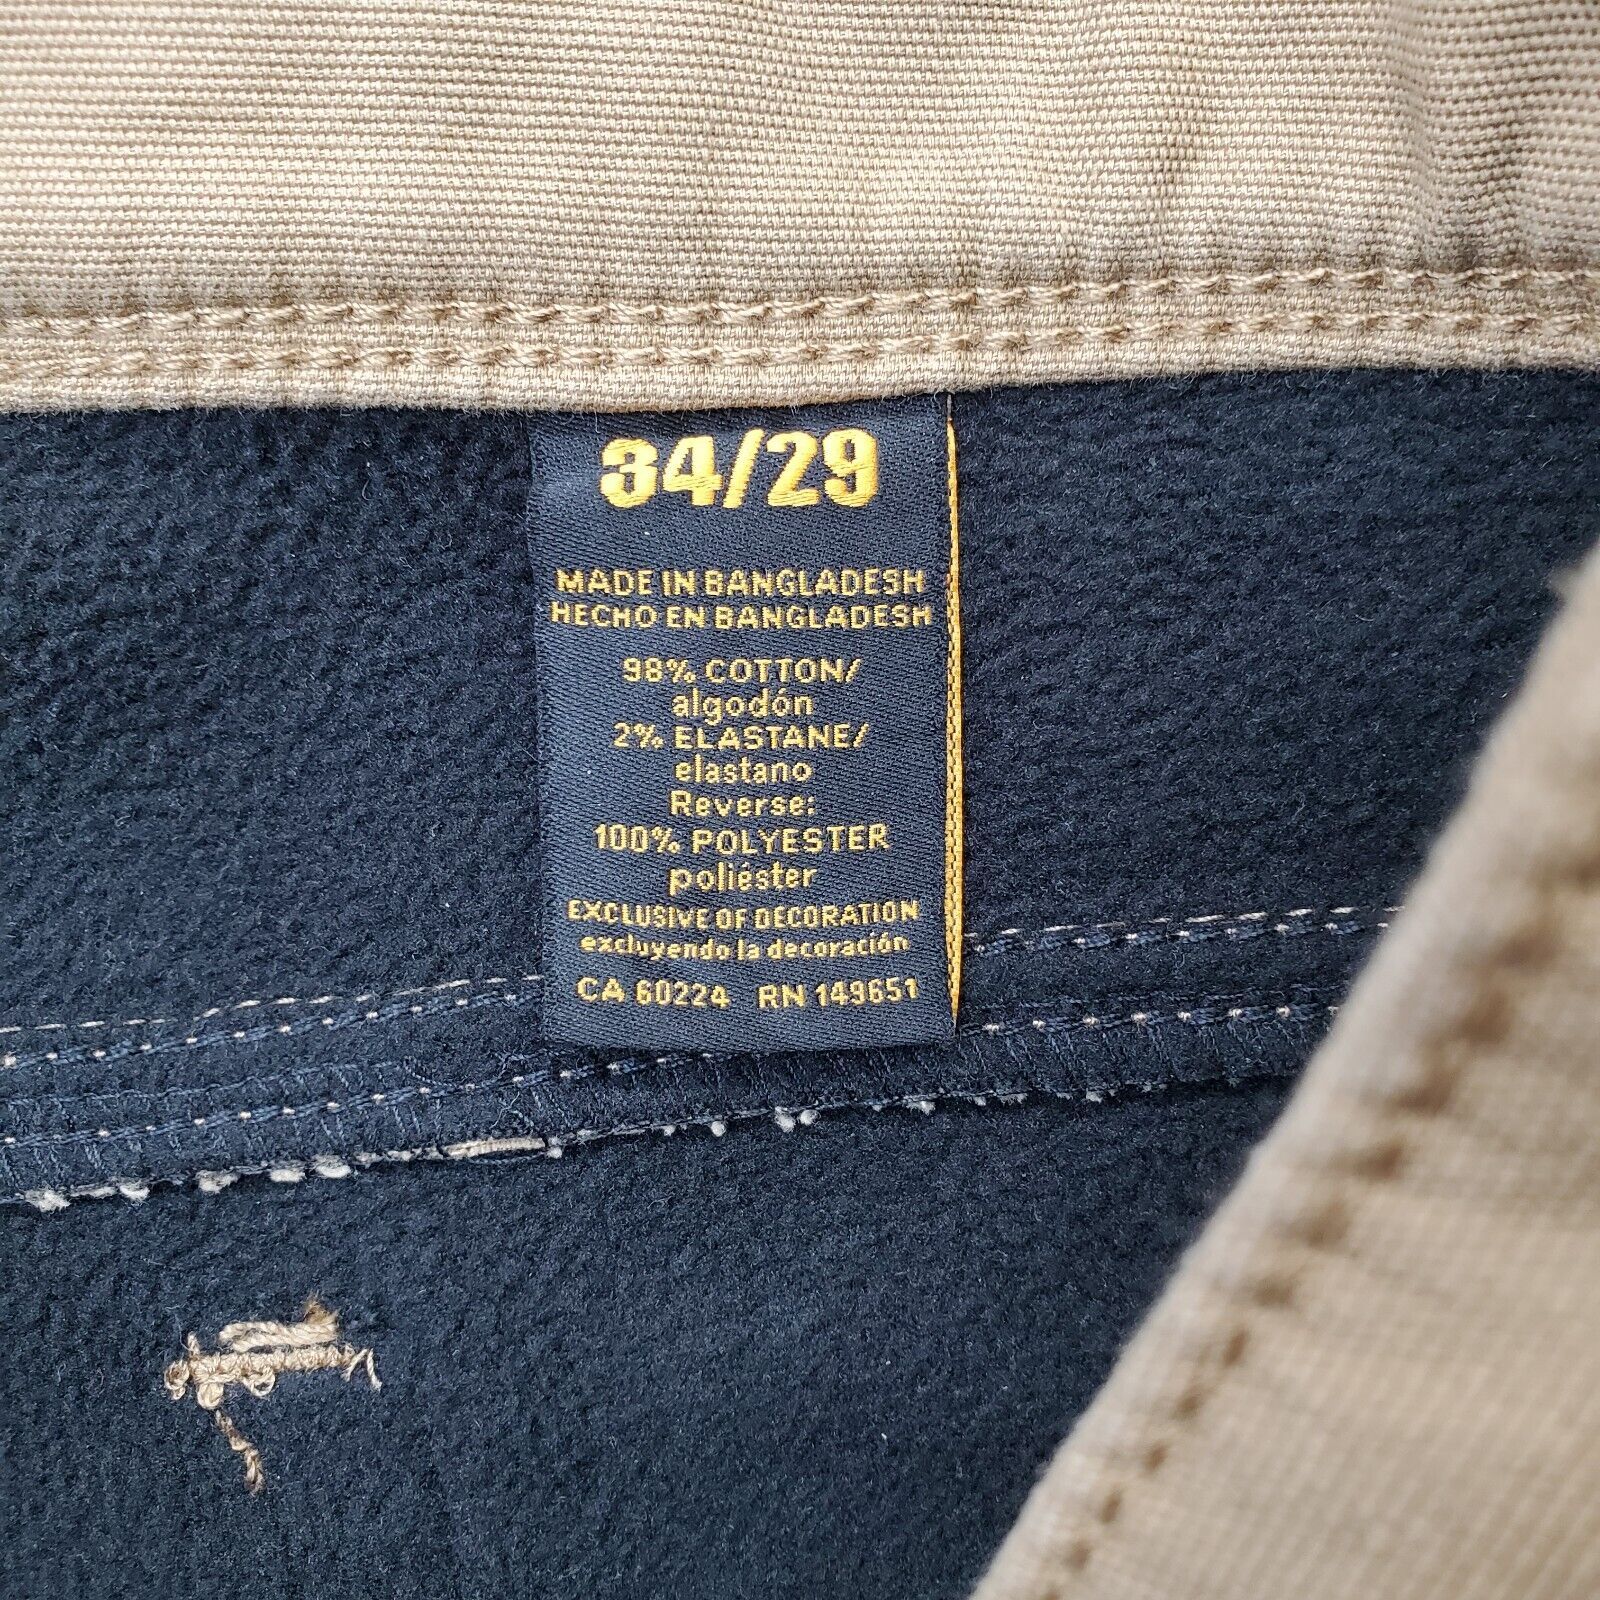 34/29
MADE IN BANGLADESH
HECHO EN BANGLADESH
98% COTTON/
algodón
2% ELASTANE/
elastano
Reverse:
100% POLYESTER
poliéster
EXCLUSIVE OF DECORATION
excluyendo la decoración
CA 60224 RN 149651